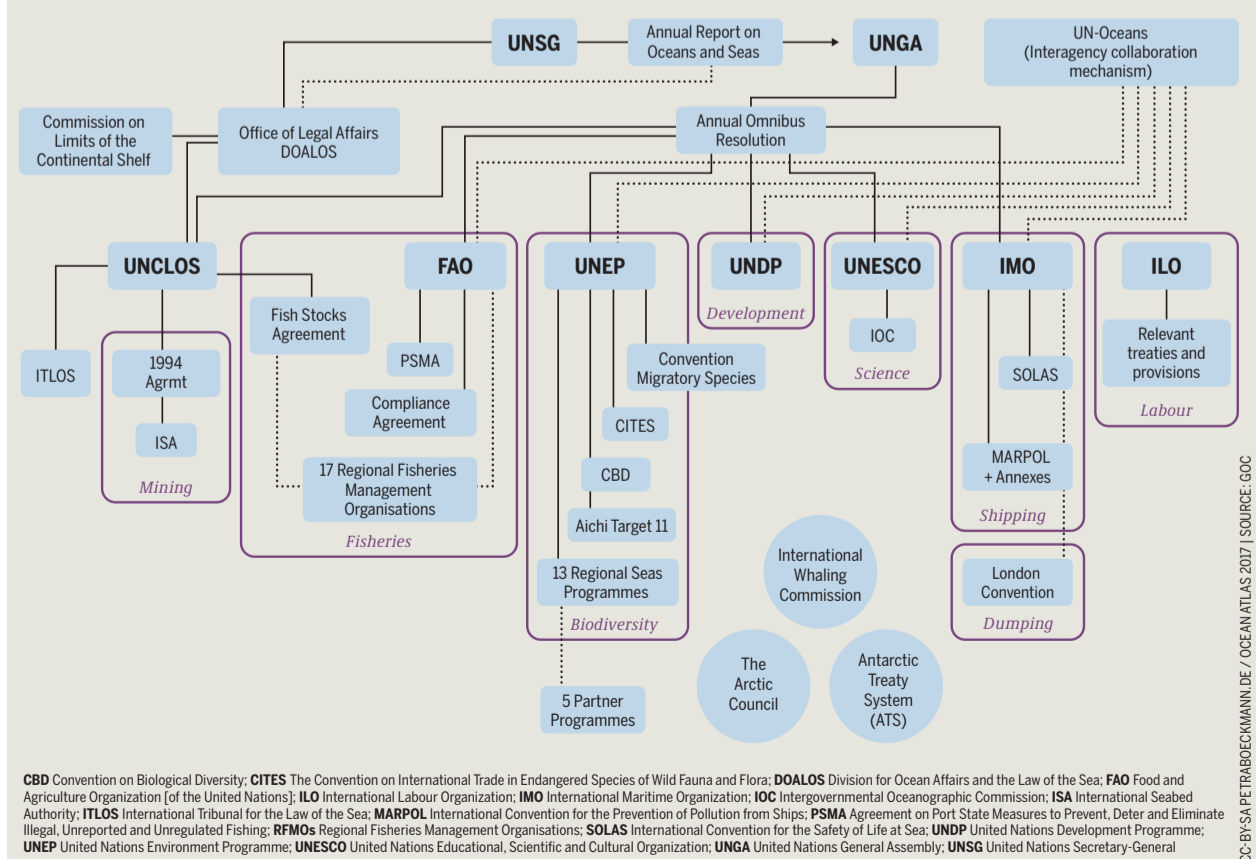 UNSG
Annual Report on
Oceans and Seas
UNGA
UN-Oceans
(Interagency collaboration
mechanism)
Commission on
Limits of the
Continental Shelf
Office of Legal Affairs
DOALOS
Annual Omnibus
Resolution
UNCLOS
FAO
UNEP
UNDP
UNESCO
IMO
ILO
ITLOS
1994
Agrmt
ISA
Mining
Fish Stocks
Agreement
PSMA
Compliance
Agreement
17 Regional Fisheries
Management
Organisations
Fisheries
Convention
Migratory Species
CITES
CBD
Aichi Target 11
13 Regional Seas
Programmes
Biodiversity
5 Partner
Programmes
Development
IOC
Science
SOLAS
MARPOL
+ Annexes
Shipping
London
Convention
Dumping
Relevant
treaties and
provisions
Labour
International
Whaling
Commission
The
Arctic
Council
Antarctic
Treaty
System
(ATS)
CBD Convention on Biological Diversity; CITES The Convention on International Trade in Endangered Species of Wild Fauna and Flora; DOALOS Division for Ocean Affairs and the Law of the Sea; FAO Food and
Agriculture Organization [of the United Nations]; ILO International Labour Organization; IMO International Maritime Organization; IOC Intergovernmental Oceanographic Commission; ISA International Seabed
Authority; ITLOS International Tribunal for the Law of the Sea; MARPOL International Convention for the Prevention of Pollution from Ships; PSMA Agreement on Port State Measures to Prevent, Deter and Eliminate
Illegal, Unreported and Unregulated Fishing; RFMOs Regional Fisheries Management Organisations; SOLAS International Convention for the Safety of Life at Sea; UNDP United Nations Development Programme;
UNEP United Nations Environment Programme; UNESCO United Nations Educational, Scientific and Cultural Organization; UNGA United Nations General Assembly; UNSG United Nations Secretary-General
CC-BY-SA PETRABOECKMANN.DE / OCEAN ATLAS 2017 | SOURCE: GOC